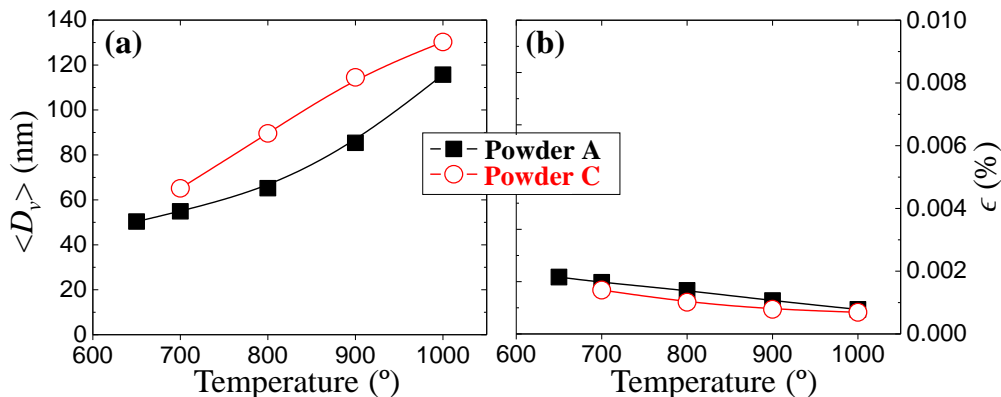 (a)
140
120
100
80
60
40
20
0
<Dᵥ> (nm)
600 700 800 900 1000
Temperature (º)
Powder A
Powder C
(b)
0.010
0.008
0.006
0.004
0.002
0.000
ϵ (%)
600 700 800 900 1000
Temperature (º)